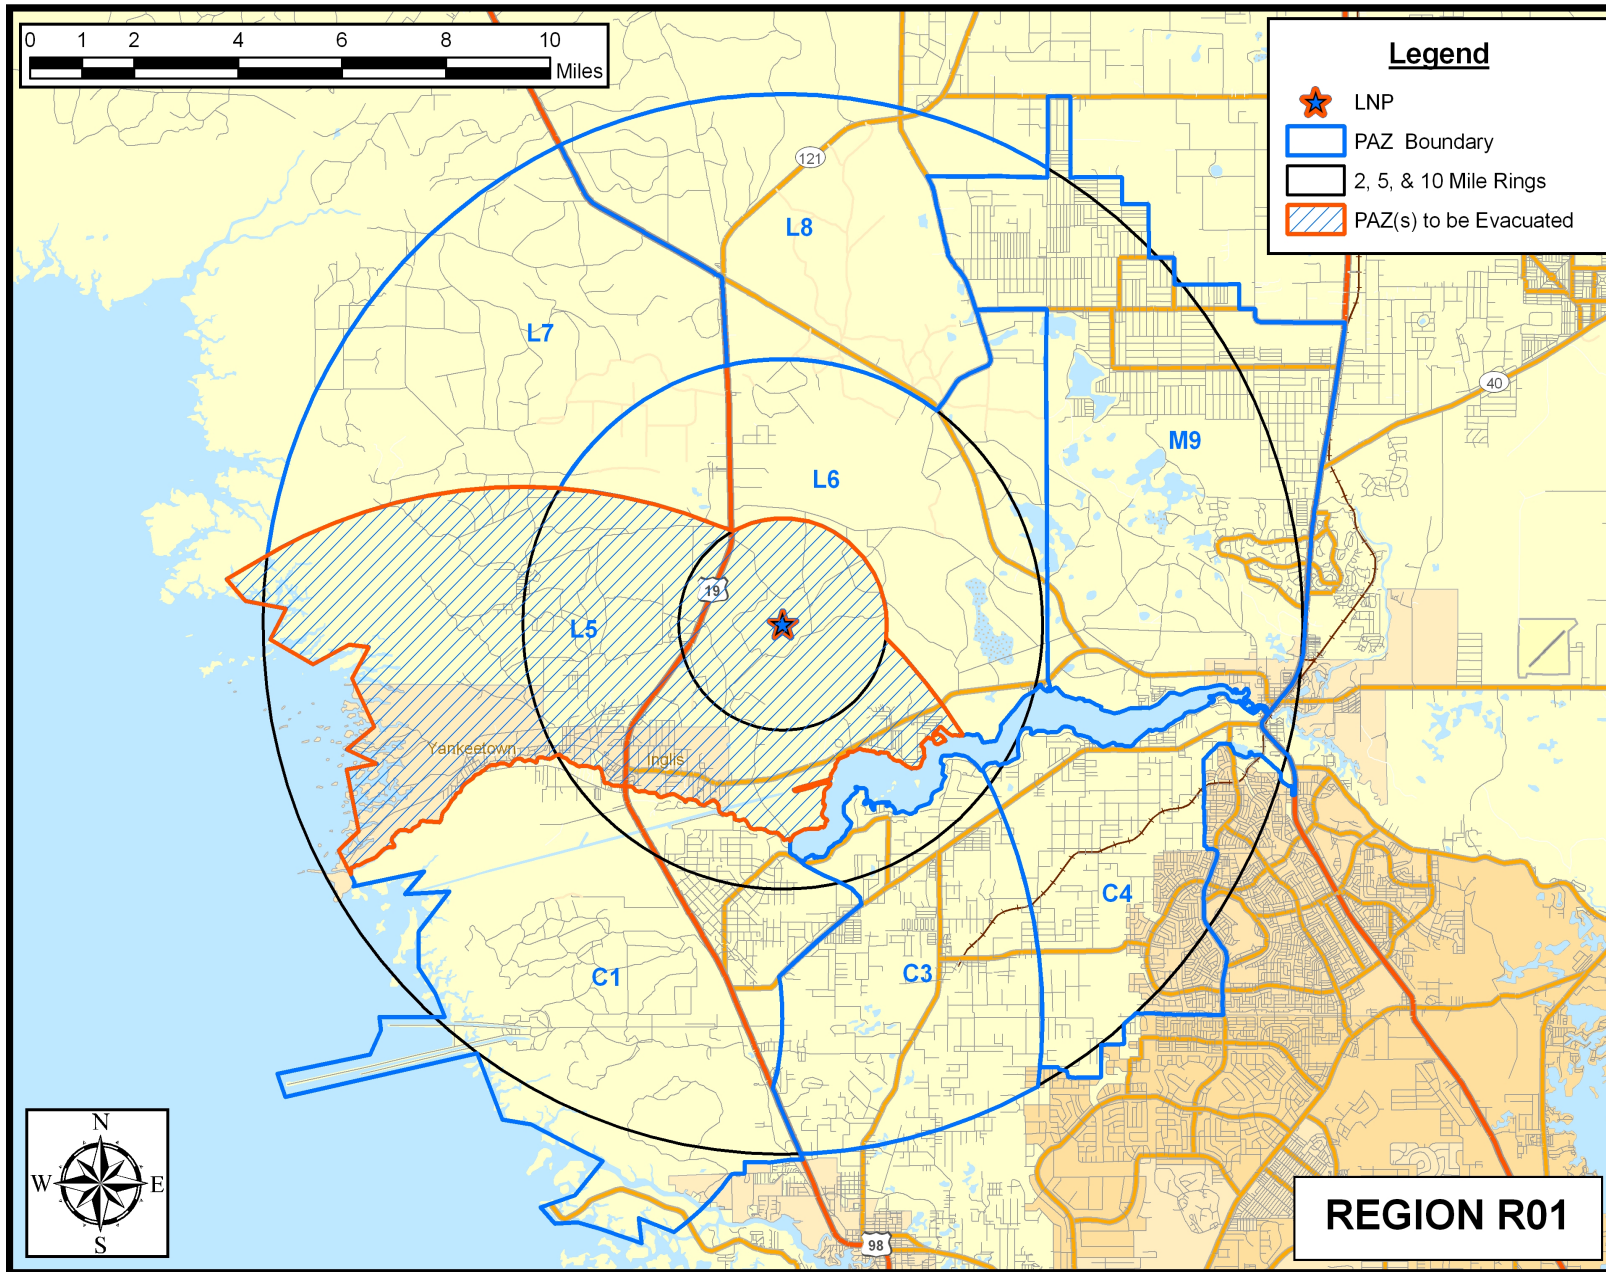 0 1 2 4 6 8 10
Miles
Legend
LNP
PAZ Boundary
2, 5, & 10 Mile Rings
PAZ(s) to be Evacuated
121
L8
L7
40
M9
L6
19
L5
Yankeetown
Inglis
C4
C3
C1
N
W E
S
98
REGION R01